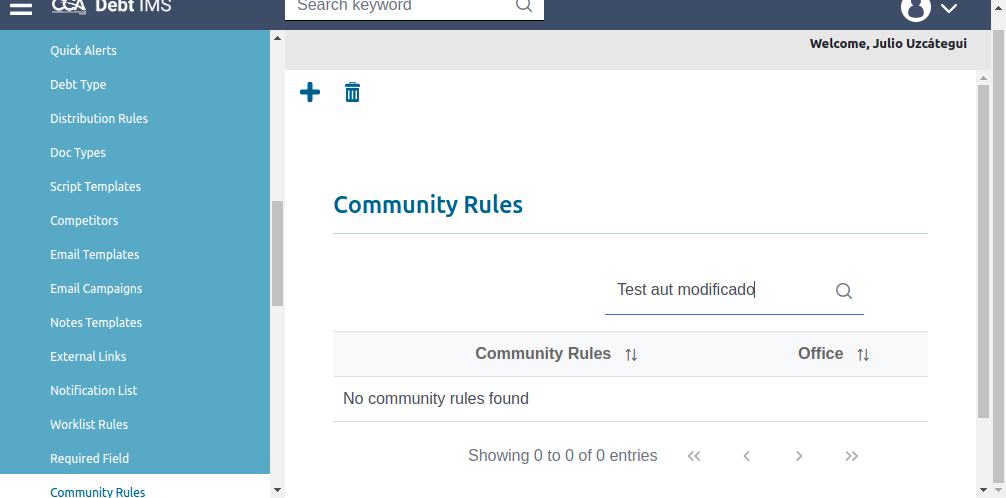 CCA Debt IMS
Search keyword
Welcome, Julio Uzcátegui
Quick Alerts
Debt Type
Distribution Rules
Doc Types
Script Templates
Competitors
Email Templates
Email Campaigns
Notes Templates
External Links
Notification List
Worklist Rules
Required Field
Community Rules
Community Rules
Test aut modificado
Community Rules Office
No community rules found
Showing 0 to 0 of 0 entries